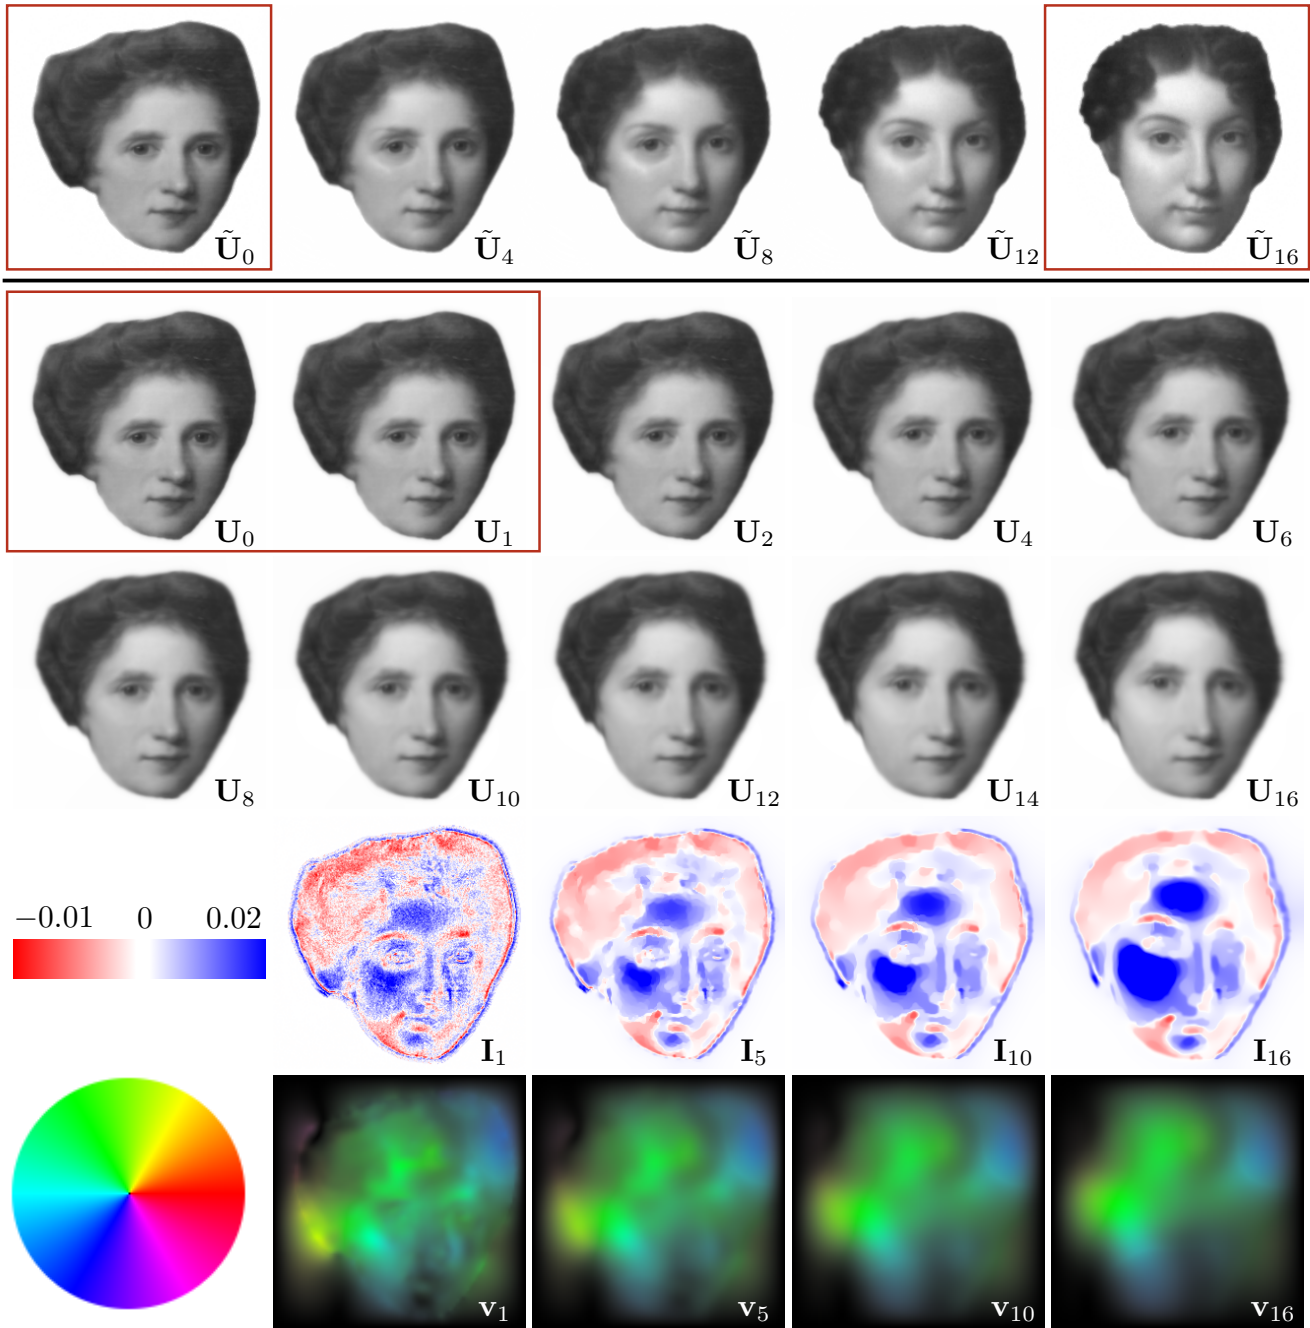 Ũ₀ Ũ₄ Ũ₈ Ũ₁₂ Ũ₁₆
U₀ U₁ U₂ U₄ U₆
U₈ U₁₀ U₁₂ U₁₄ U₁₆
−0.01 0 0.02
I₁ I₅ I₁₀ I₁₆
v₁ v₅ v₁₀ v₁₆